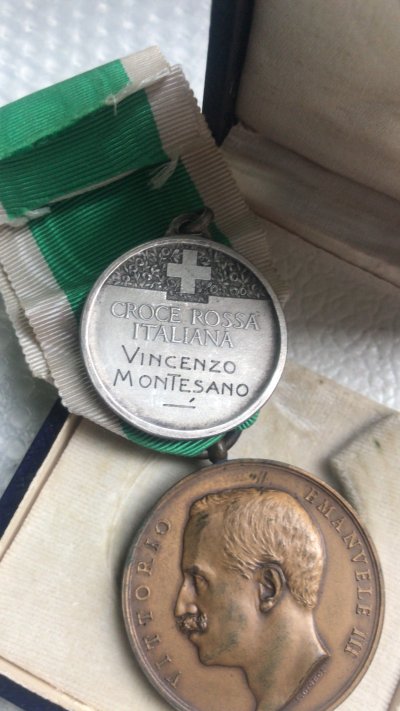 CROCE ROSSA
ITALIANA
VINCENZO
MONTESANO
VITTORIO EMANVELE III